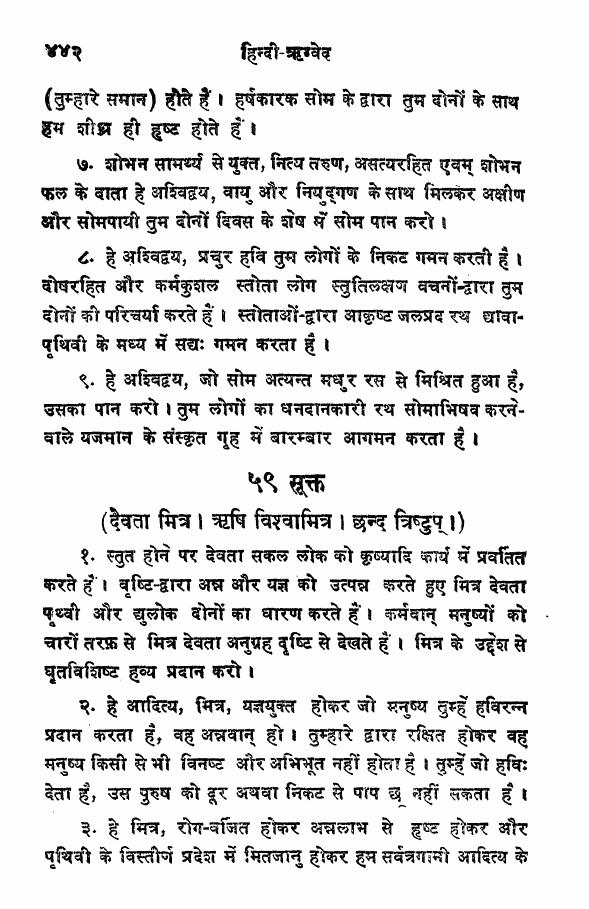 ४४२
हिन्दी-ऋग्वेद
(तुम्हारे समान) होते हैं। हर्षकारक सोम के द्वारा तुम दोनों के साथ
हम शीघ्र ही हृष्ट होते हैं।
७. शोभन सामर्थ्य से युक्त, नित्य तरुण, असत्यरहित एवम् शोभन
फल के दाता हे अश्विद्वय, वायु और नियुद्गण के साथ मिलकर अक्षीण
और सोमपायी तुम दोनों दिवस के शेष में सोम पान करो।
८. हे अश्विद्वय, प्रचुर हवि तुम लोगों के निकट गमन करती है।
दोषरहित और कर्मकुशल स्तोता लोग स्तुतिलक्षण वचनों-द्वारा तुम
दोनों की परिचर्या करते हैं। स्तोताओं-द्वारा आकृष्ट जलप्रद रथ द्यावा-
पृथिवी के मध्य में सद्यः गमन करता है।
९. हे अश्विद्वय, जो सोम अत्यन्त मधुर रस से मिश्रित हुआ है,
उसका पान करो। तुम लोगों का धनदानकारी रथ सोमाभिषव करने-
वाले यजमान के संस्कृत गृह में बारम्बार आगमन करता है।
५९ सूक्त
(दैवता मित्र। ऋषि विश्वामित्र। छन्द त्रिष्टुप्।)
१. स्तुत होने पर देवता सकल लोक को कृष्यादि कार्य में प्रवर्तित
करते हैं। वृष्टि-द्वारा अन्न और यज्ञ को उत्पन्न करते हुए मित्र देवता
पृथ्वी और द्युलोक दोनों का धारण करते हैं। कर्मवान् मनुष्यों को
चारों तरफ़ से मित्र देवता अनुग्रह दृष्टि से देखते हैं। मित्र के उद्देश से
घृतविशिष्ट हव्य प्रदान करो।
२. हे आदित्य, मित्र, यज्ञयुक्त होकर जो मनुष्य तुम्हें हविरन्न
प्रदान करता है, वह अन्नवान् हो। तुम्हारे द्वारा रक्षित होकर वह
मनुष्य किसी से भी विनष्ट और अभिभूत नहीं होता है। तुम्हें जो हविः
देता है, उस पुरुष को दूर अथवा निकट से पाप छू नहीं सकता है।
३. हे मित्र, रोग-वर्जित होकर अन्नलाभ से हृष्ट होकर और
पृथिवी के विस्तीर्ण प्रदेश में मितजानु होकर हम सर्वत्रगामी आदित्य के